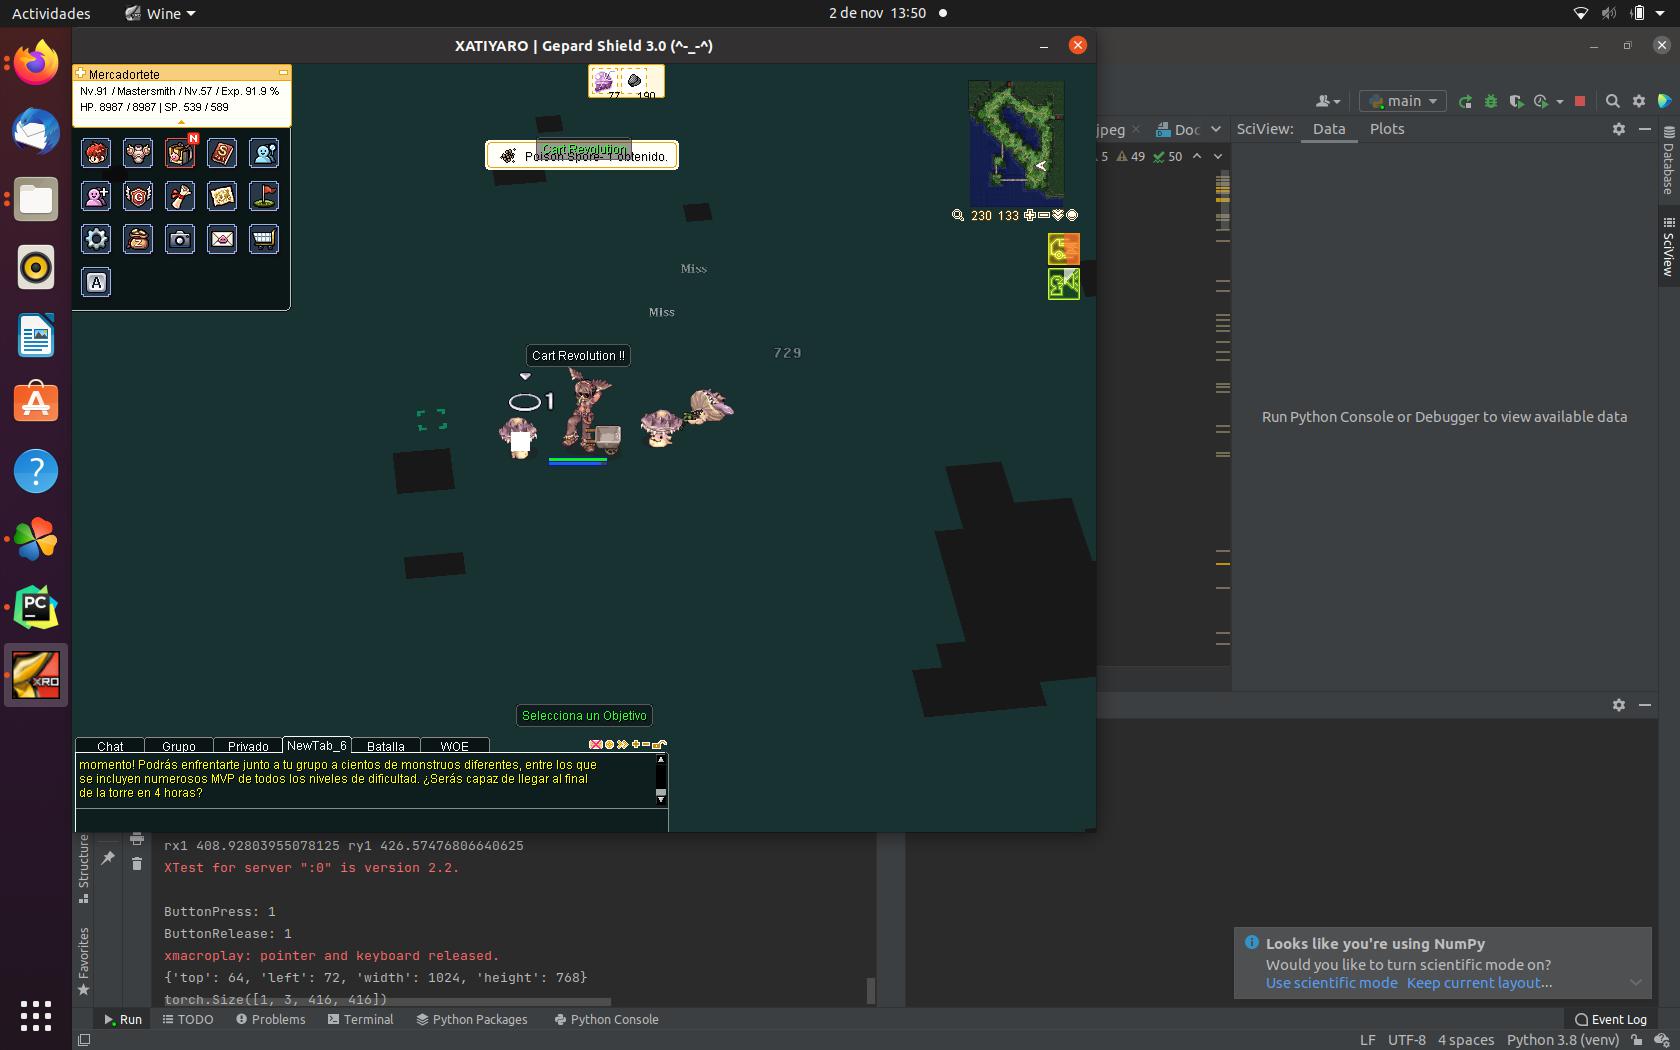 Actividades
Wine
2 de nov 13:50
XATIYARO | Gepard Shield 3.0 (^-_-^)
Mercadortete
Nv.91 / Mastersmith / Nv.57 / Exp. 91.9 %
HP. 8987 / 8987 | SP. 539 / 589
N
A
77
190
Cart Revolution
Poison Spore- 1 obtenido.
230 133
Miss
Miss
729
Cart Revolution !!
1
Selecciona un Objetivo
Chat
Grupo
Privado
NewTab_6
Batalla
WOE
momento! Podrás enfrentarte junto a tu grupo a cientos de monstruos diferentes, entre los que
se incluyen numerosos MVP de todos los niveles de dificultad. ¿Serás capaz de llegar al final
de la torre en 4 horas?
main
jpeg
Doc
SciView:
Data
Plots
5
49
50
Database
SciView
Run Python Console or Debugger to view available data
PC
XRO
Structure
Favorites
rx1 408.92803955078125 ry1 426.57476806640625
XTest for server ":0" is version 2.2.
ButtonPress: 1
ButtonRelease: 1
xmacroplay: pointer and keyboard released.
{'top': 64, 'left': 72, 'width': 1024, 'height': 768}
torch.Size([1, 3, 416, 416])
Looks like you're using NumPy
Would you like to turn scientific mode on?
Use scientific mode Keep current layout...
Run
TODO
Problems
Terminal
Python Packages
Python Console
Event Log
LF UTF-8 4 spaces Python 3.8 (venv)